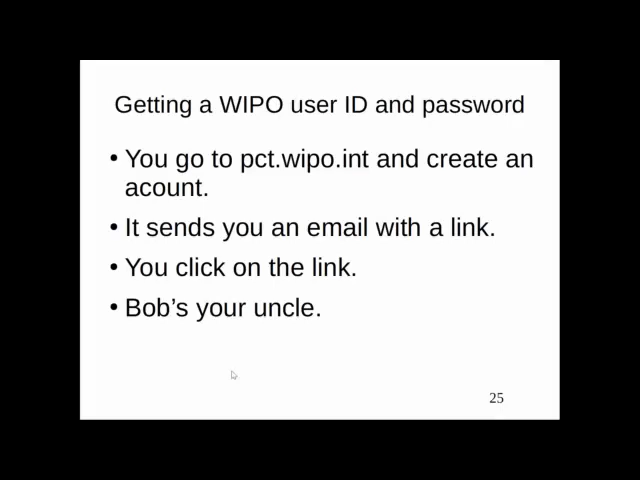 Getting a WIPO user ID and password
• You go to pct.wipo.int and create an
acount.
• It sends you an email with a link.
• You click on the link.
• Bob’s your uncle.
25